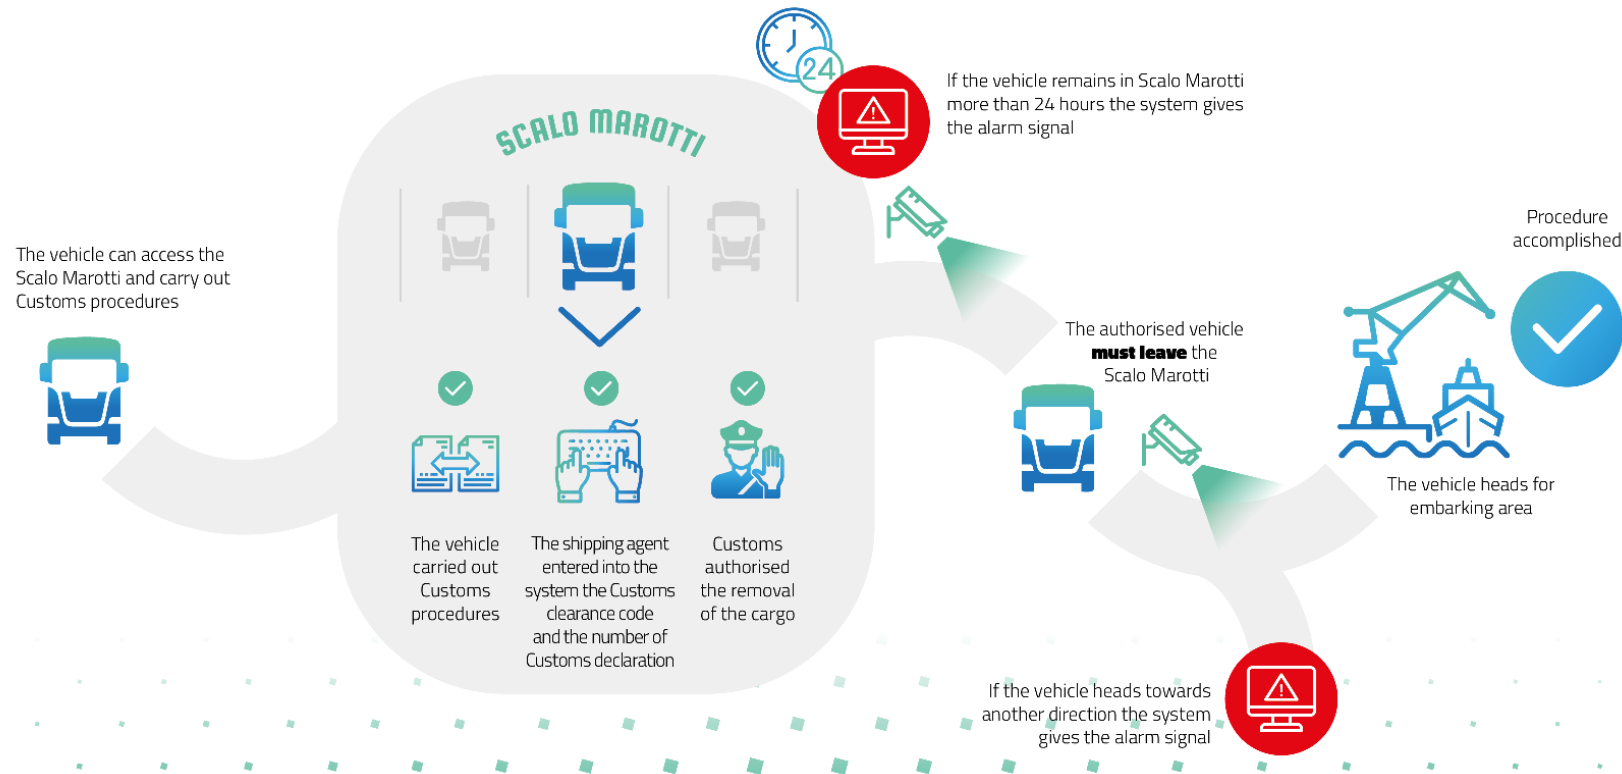 The vehicle can access the
Scalo Marotti and carry out
Customs procedures
SCALO MAROTTI
The vehicle
carried out
Customs
procedures
The shipping agent
entered into the
system the Customs
clearance code
and the number of
Customs declaration
Customs
authorised
the removal
of the cargo
24
If the vehicle remains in Scalo Marotti
more than 24 hours the system gives
the alarm signal
The authorised vehicle
must leave the
Scalo Marotti
If the vehicle heads towards
another direction the system
gives the alarm signal
The vehicle heads for
embarking area
Procedure
accomplished